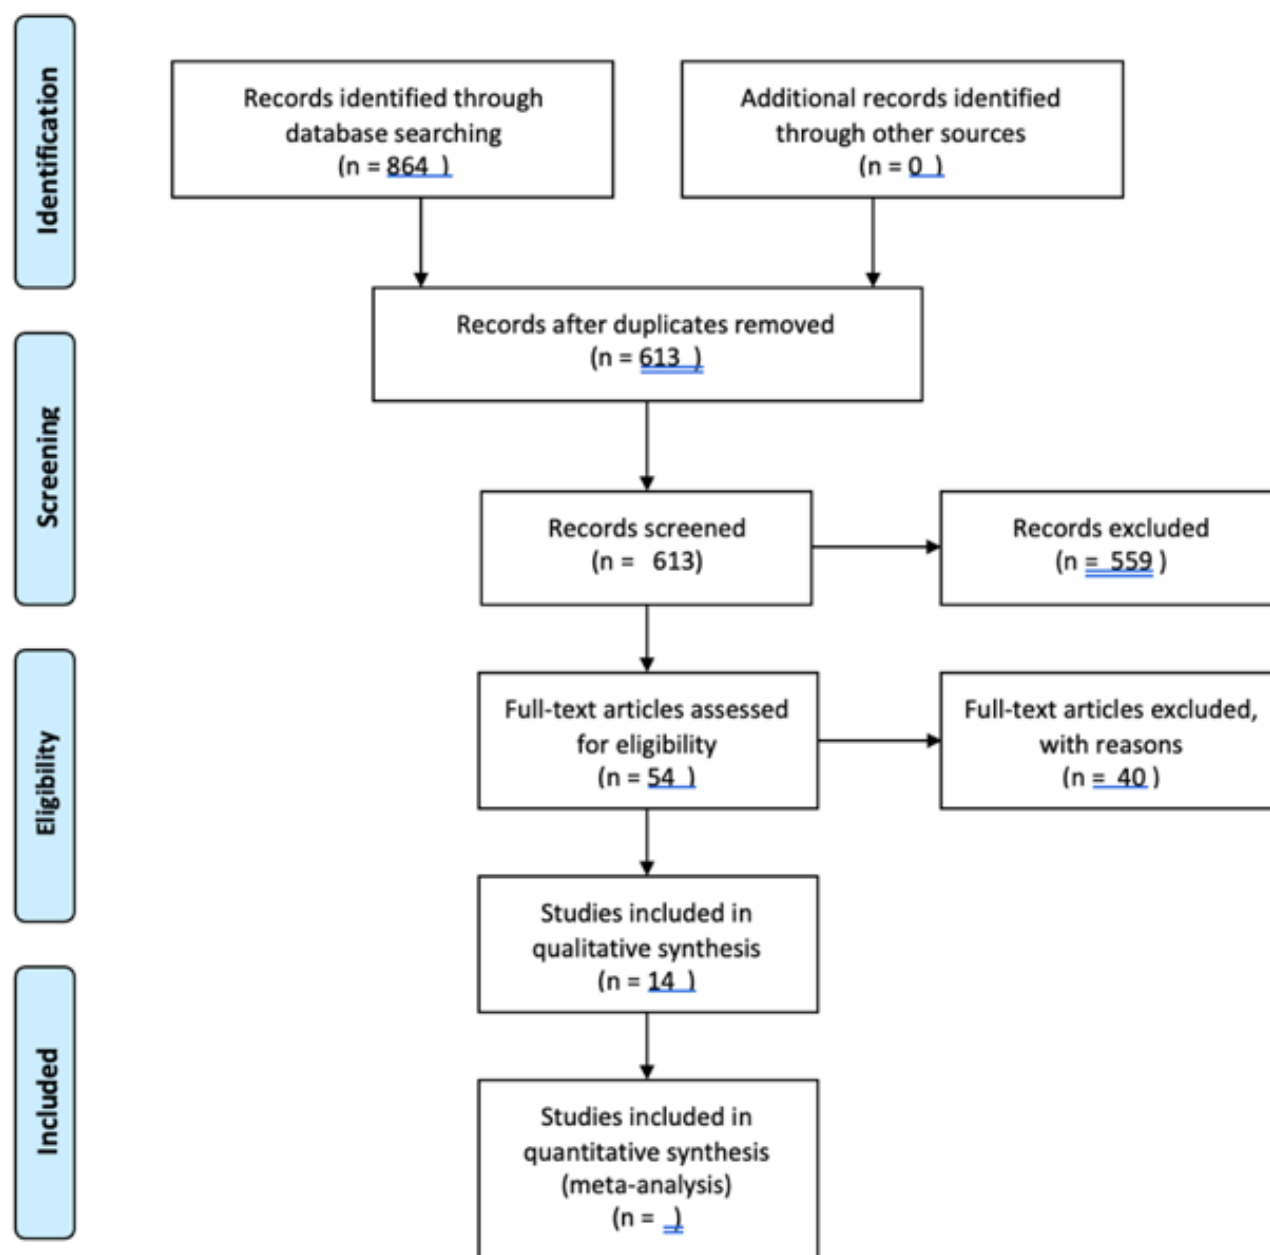 Identification
Records identified through
database searching
(n = 864  )
Additional records identified
through other sources
(n = 0  )
Records after duplicates removed
(n = 613  )
Screening
Records screened
(n =   613)
Records excluded
(n =  559 )
Eligibility
Full-text articles assessed
for eligibility
(n = 54  )
Full-text articles excluded,
with reasons
(n =  40 )
Studies included in
qualitative synthesis
(n = 14  )
Included
Studies included in
quantitative synthesis
(meta-analysis)
(n =   )